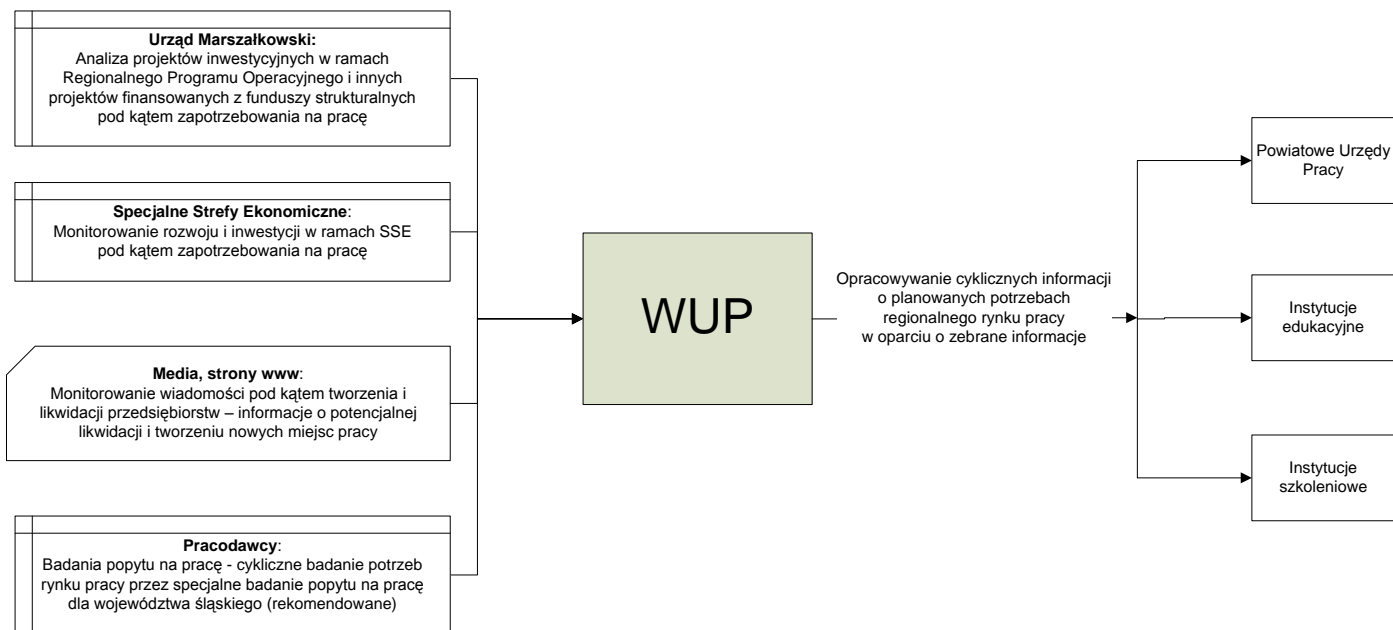 Urząd Marszałkowski:
Analiza projektów inwestycyjnych w ramach
Regionalnego Programu Operacyjnego i innych
projektów finansowanych z funduszy strukturalnych
pod kątem zapotrzebowania na pracę
Specjalne Strefy Ekonomiczne:
Monitorowanie rozwoju i inwestycji w ramach SSE
pod kątem zapotrzebowania na pracę
Media, strony www:
Monitorowanie wiadomości pod kątem tworzenia i
likwidacji przedsiębiorstw – informacje o potencjalnej
likwidacji i tworzeniu nowych miejsc pracy
Pracodawcy:
Badania popytu na pracę - cykliczne badanie potrzeb
rynku pracy przez specjalne badanie popytu na pracę
dla województwa śląskiego (rekomendowane)
WUP
Opracowywanie cyklicznych informacji
o planowanych potrzebach
regionalnego rynku pracy
w oparciu o zebrane informacje
Powiatowe Urzędy
Pracy
Instytucje
edukacyjne
Instytucje
szkoleniowe